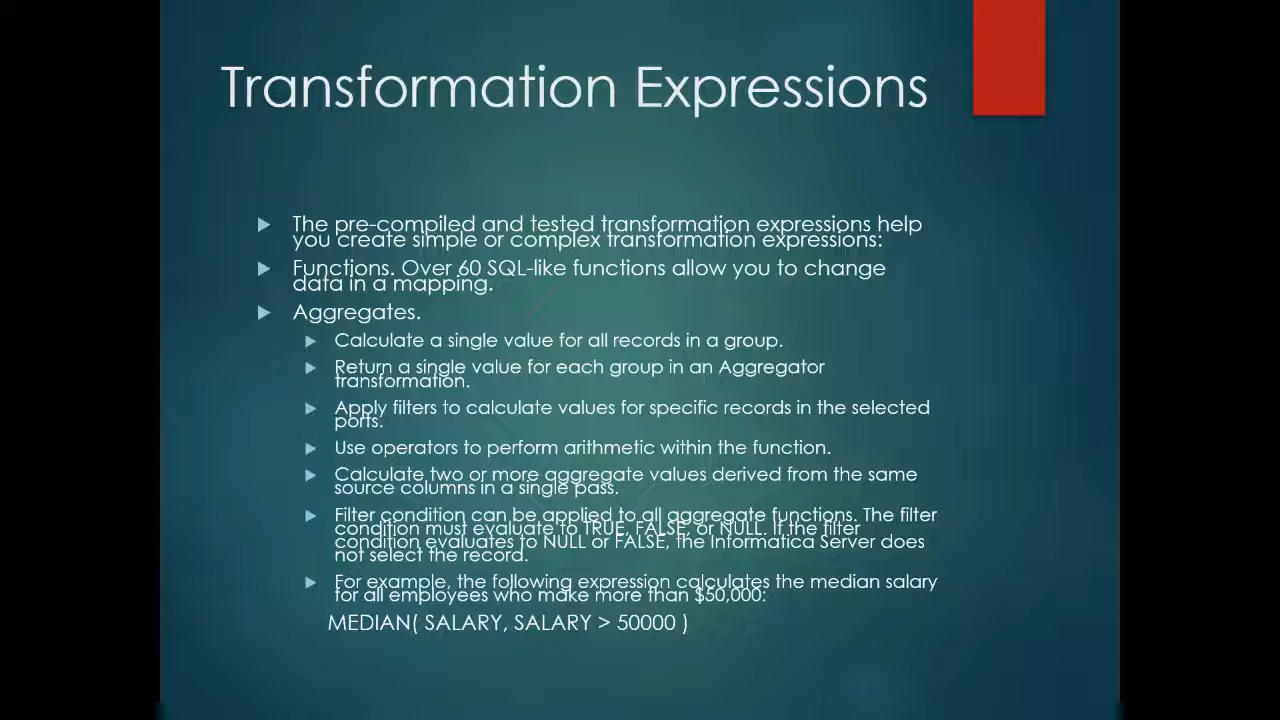 Transformation Expressions
The pre-compiled and tested transformation expressions help
you create simple or complex transformation expressions:
Functions. Over 60 SQL-like functions allow you to change
data in a mapping.
Aggregates.
Calculate a single value for all records in a group.
Return a single value for each group in an Aggregator
transformation.
Apply filters to calculate values for specific records in the selected
ports.
Use operators to perform arithmetic within the function.
Calculate two or more aggregate values derived from the same
source columns in a single pass.
Filter condition can be applied to all aggregate functions. The filter
condition must evaluate to TRUE, FALSE, or NULL. If the filter
condition evaluates to NULL or FALSE, the Informatica Server does
not select the record.
For example, the following expression calculates the median salary
for all employees who make more than $50,000:
MEDIAN( SALARY, SALARY > 50000 )